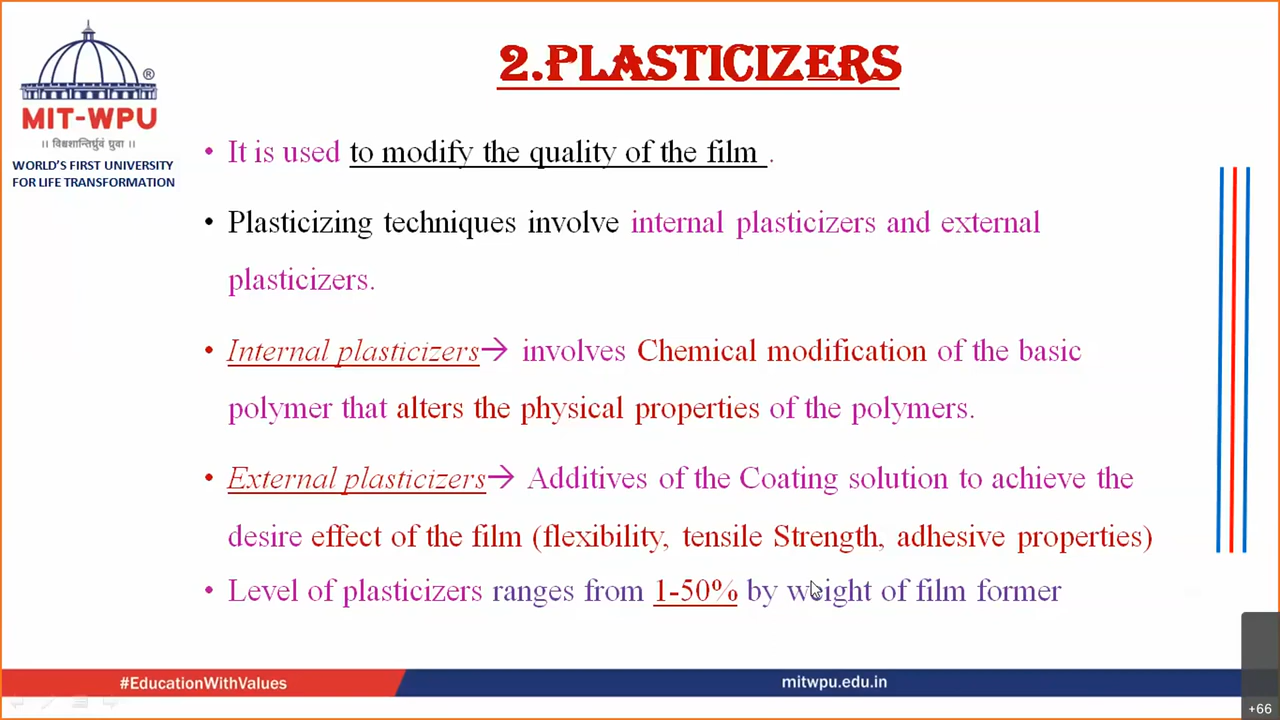 2.PLASTICIZERS
®
MIT-WPU
।। विश्वशान्तिर्ध्रुवं ध्रुवा ।।
WORLD'S FIRST UNIVERSITY
FOR LIFE TRANSFORMATION
• It is used to modify the quality of the film .
• Plasticizing techniques involve internal plasticizers and external
plasticizers.
• Internal plasticizers→ involves Chemical modification of the basic
polymer that alters the physical properties of the polymers.
• External plasticizers→ Additives of the Coating solution to achieve the
desire effect of the film (flexibility, tensile Strength, adhesive properties)
• Level of plasticizers ranges from 1-50% by weight of film former
#EducationWithValues
mitwpu.edu.in
+66